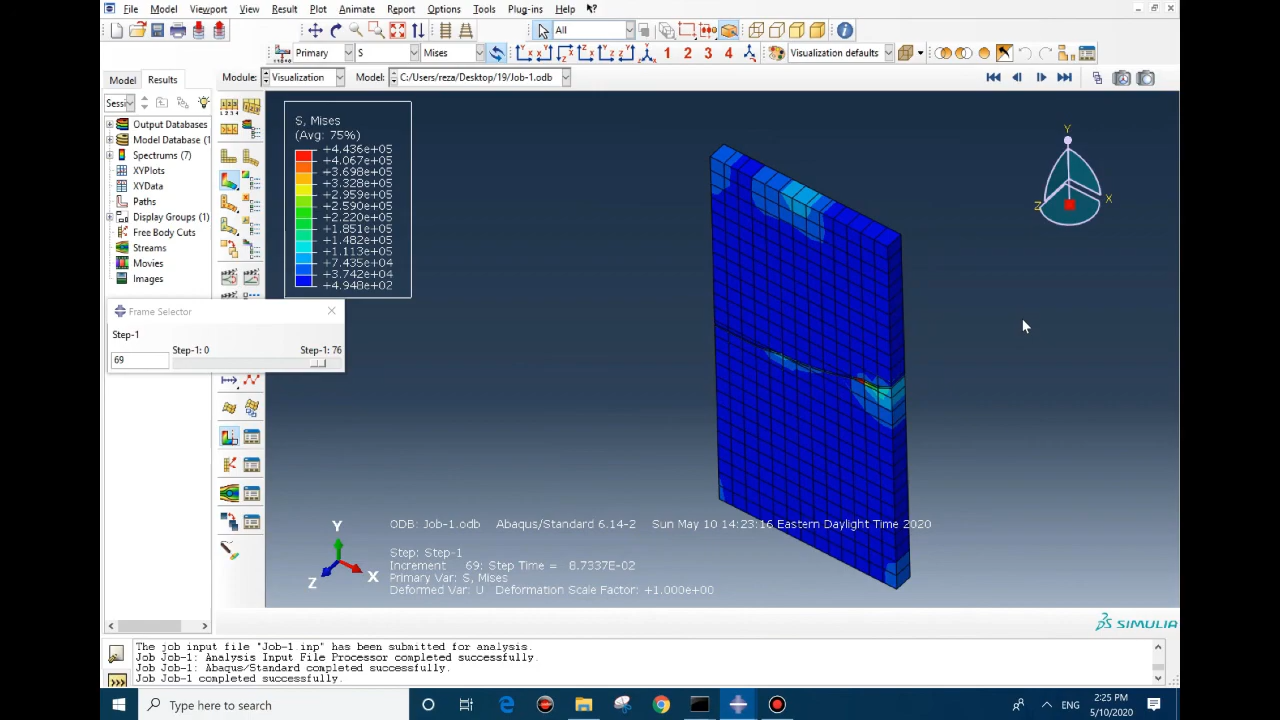 File Model Viewport View Result Plot Animate Report Options Tools Plug-ins Help
All
Primary S Mises 1 2 3 4 Visualization defaults
Model Results Module: Visualization Model: C:/Users/reza/Desktop/19/Job-1.odb
Output Databases
Model Database (1
Spectrums (7)
XYPlots
XYData
Paths
Display Groups (1)
Free Body Cuts
Streams
Movies
Images
Frame Selector
Step-1
Step-1: 0 Step-1: 76
69
S, Mises
(Avg: 75%)
+4.436e+05
+4.067e+05
+3.698e+05
+3.328e+05
+2.959e+05
+2.590e+05
+2.220e+05
+1.851e+05
+1.482e+05
+1.113e+05
+7.435e+04
+3.742e+04
+4.948e+02
Y
X
Z
Y
X
Z
ODB: Job-1.odb Abaqus/Standard 6.14-2 Sun May 10 14:23:16 Eastern Daylight Time 2020
Step: Step-1
Increment 69: Step Time = 8.7337E-02
Primary Var: S, Mises
Deformed Var: U Deformation Scale Factor: +1.000e+00
SIMULIA
The job input file "Job-1.inp" has been submitted for analysis.
Job Job-1: Analysis Input File Processor completed successfully.
Job Job-1: Abaqus/Standard completed successfully.
Job Job-1 completed successfully.
Type here to search
ENG
2:25 PM
5/10/2020